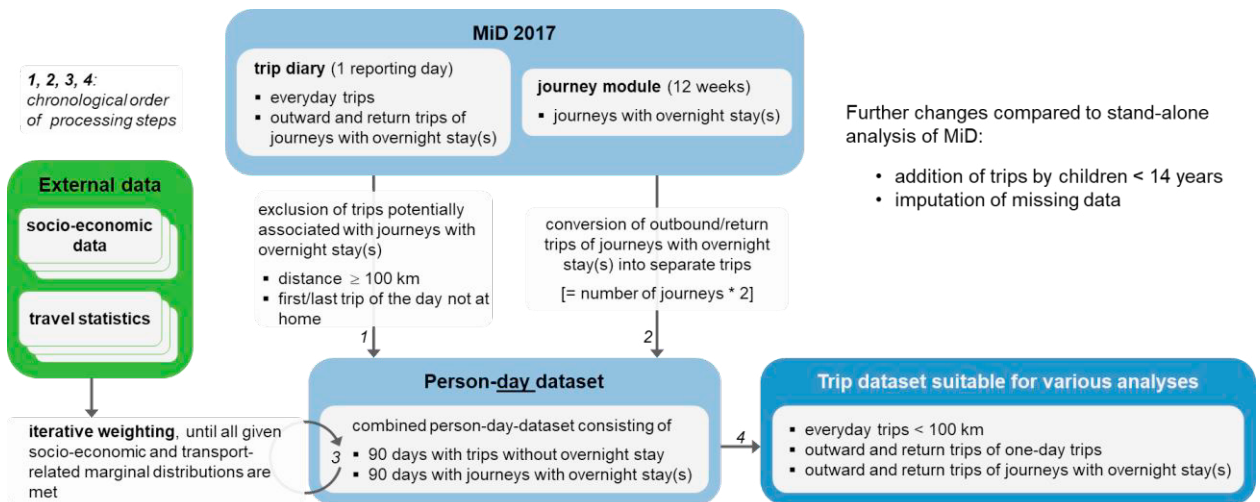 MiD 2017
trip diary (1 reporting day)
▪ everyday trips
▪ outward and return trips of
journeys with overnight stay(s)
journey module (12 weeks)
▪ journeys with overnight stay(s)
1, 2, 3, 4:
chronological order
of processing steps
Further changes compared to stand-alone
analysis of MiD:
• addition of trips by children < 14 years
• imputation of missing data
External data
socio-economic
data
travel statistics
exclusion of trips potentially
associated with journeys with
overnight stay(s)
▪ distance ≥ 100 km
▪ first/last trip of the day not at
home
1
conversion of outbound/return
trips of journeys with overnight
stay(s) into separate trips
[= number of journeys * 2]
2
iterative weighting, until all given
socio-economic and transport-
related marginal distributions are
met
3
Person-day dataset
combined person-day-dataset consisting of
▪ 90 days with trips without overnight stay
▪ 90 days with journeys with overnight stay(s)
4
Trip dataset suitable for various analyses
▪ everyday trips < 100 km
▪ outward and return trips of one-day trips
▪ outward and return trips of journeys with overnight stay(s)